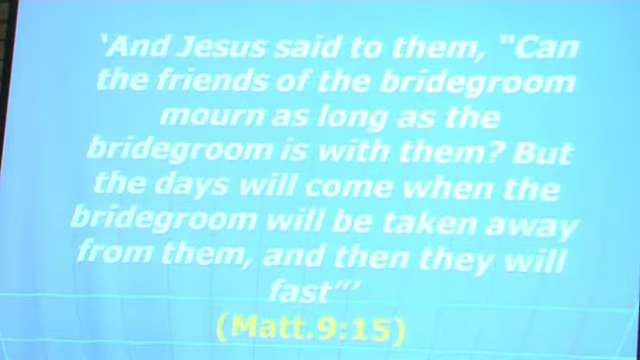 ‘And Jesus said to them, “Can
the friends of the bridegroom
mourn as long as the
bridegroom is with them? But
the days will come when the
bridegroom will be taken away
from them, and then they will
fast”’
(Matt.9:15)